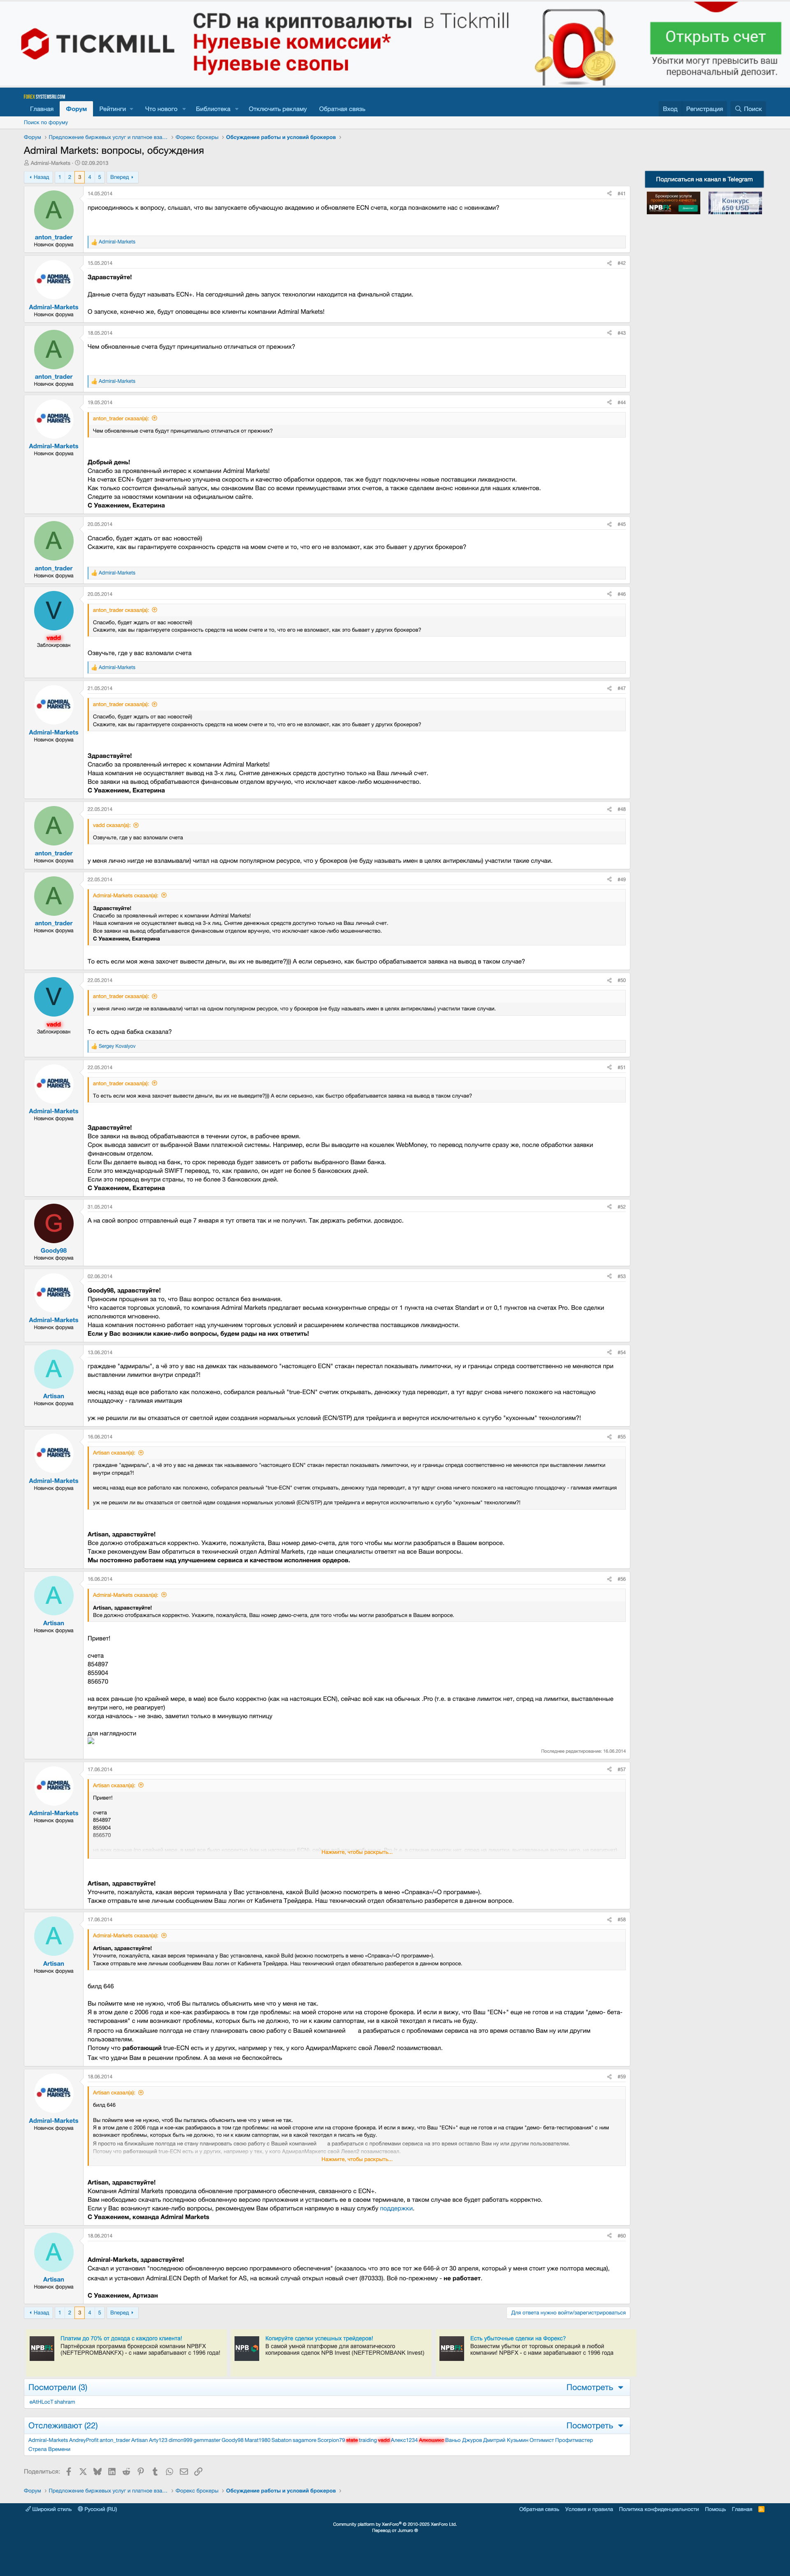 TICKMILL
CFD на криптовалюты в Tickmill
Нулевые комиссии*
Нулевые свопы
Открыть счет
Убытки могут превысить ваш
первоначальный депозит.
Главная Форум Рейтинги Что нового Библиотека Отключить рекламу Обратная связь Вход Регистрация Поиск
Поиск по форуму
Форум › Предложение биржевых услуг и платное вза... › Форекс брокеры › Обсуждение работы и условий брокеров ›
Admiral Markets: вопросы, обсуждения
Admiral-Markets · 02.09.2013
Назад 1 2 3 4 5 Вперед
Подписаться на канал в Telegram
Конкурс
650 USD
14.05.2014 #41
A
anton_trader
Новичок форума
присоединяюсь к вопросу, слышал, что вы запускаете обучающую академию и обновляете ECN счета, когда познакомите нас с новинками?
Admiral-Markets
15.05.2014 #42
ADMIRAL MARKETS
Admiral-Markets
Новичок форума
Здравствуйте!
Данные счета будут называть ECN+. На сегодняшний день запуск технологии находится на финальной стадии.
О запуске, конечно же, будут оповещены все клиенты компании Admiral Markets!
18.05.2014 #43
A
anton_trader
Новичок форума
Чем обновленные счета будут принципиально отличаться от прежних?
Admiral-Markets
19.05.2014 #44
ADMIRAL MARKETS
Admiral-Markets
Новичок форума
anton_trader сказал(а):
Чем обновленные счета будут принципиально отличаться от прежних?
Добрый день!
Спасибо за проявленный интерес к компании Admiral Markets!
На счетах ECN+ будет значительно улучшена скорость и качество обработки ордеров, так же будут подключены новые поставщики ликвидности.
Как только состоится финальный запуск, мы ознакомим Вас со всеми преимуществами этих счетов, а также сделаем анонс новинки для наших клиентов.
Следите за новостями компании на официальном сайте.
С Уважением, Екатерина
20.05.2014 #45
A
anton_trader
Новичок форума
Спасибо, будет ждать от вас новостей)
Скажите, как вы гарантируете сохранность средств на моем счете и то, что его не взломают, как это бывает у других брокеров?
Admiral-Markets
20.05.2014 #46
V
vadd
Заблокирован
anton_trader сказал(а):
Спасибо, будет ждать от вас новостей)
Скажите, как вы гарантируете сохранность средств на моем счете и то, что его не взломают, как это бывает у других брокеров?
Озвучьте, где у вас взломали счета
Admiral-Markets
21.05.2014 #47
ADMIRAL MARKETS
Admiral-Markets
Новичок форума
anton_trader сказал(а):
Спасибо, будет ждать от вас новостей)
Скажите, как вы гарантируете сохранность средств на моем счете и то, что его не взломают, как это бывает у других брокеров?
Здравствуйте!
Спасибо за проявленный интерес к компании Admiral Markets!
Наша компания не осуществляет вывод на 3-х лиц. Снятие денежных средств доступно только на Ваш личный счет.
Все заявки на вывод обрабатываются финансовым отделом вручную, что исключает какое-либо мошенничество.
С Уважением, Екатерина
22.05.2014 #48
A
anton_trader
Новичок форума
vadd сказал(а):
Озвучьте, где у вас взломали счета
у меня лично нигде не взламывали) читал на одном популярном ресурсе, что у брокеров (не буду называть имен в целях антирекламы) участили такие случаи.
22.05.2014 #49
A
anton_trader
Новичок форума
Admiral-Markets сказал(а):
Здравствуйте!
Спасибо за проявленный интерес к компании Admiral Markets!
Наша компания не осуществляет вывод на 3-х лиц. Снятие денежных средств доступно только на Ваш личный счет.
Все заявки на вывод обрабатываются финансовым отделом вручную, что исключает какое-либо мошенничество.
С Уважением, Екатерина
То есть если моя жена захочет вывести деньги, вы их не выведите?))) А если серьезно, как быстро обрабатывается заявка на вывод в таком случае?
22.05.2014 #50
V
vadd
Заблокирован
anton_trader сказал(а):
у меня лично нигде не взламывали) читал на одном популярном ресурсе, что у брокеров (не буду называть имен в целях антирекламы) участили такие случаи.
То есть одна бабка сказала?
Sergey Kovalyov
22.05.2014 #51
ADMIRAL MARKETS
Admiral-Markets
Новичок форума
anton_trader сказал(а):
То есть если моя жена захочет вывести деньги, вы их не выведите?))) А если серьезно, как быстро обрабатывается заявка на вывод в таком случае?
Здравствуйте!
Все заявки на вывод обрабатываются в течении суток, в рабочее время.
Срок вывода зависит от выбранной Вами платежной системы. Например, если Вы выводите на кошелек WebMoney, то перевод получите сразу же, после обработки заявки
финансовым отделом.
Если Вы делаете вывод на банк, то срок перевода будет зависеть от работы выбранного Вами банка.
Если это международный SWIFT перевод, то, как правило, он идет не более 5 банковских дней.
Если это перевод внутри страны, то не более 3 банковских дней.
С Уважением, Екатерина
31.05.2014 #52
G
Goody98
Новичок форума
А на свой вопрос отправленый еще 7 января я тут ответа так и не получил. Так держать ребятки. досвидос.
02.06.2014 #53
ADMIRAL MARKETS
Admiral-Markets
Новичок форума
Goody98, здравствуйте!
Приносим прощения за то, что Ваш вопрос остался без внимания.
Что касается торговых условий, то компания Admiral Markets предлагает весьма конкурентные спреды от 1 пункта на счетах Standart и от 0,1 пунктов на счетах Pro. Все сделки
исполняются мгновенно.
Наша компания постоянно работает над улучшением торговых условий и расширением количества поставщиков ликвидности.
Если у Вас возникли какие-либо вопросы, будем рады на них ответить!
13.06.2014 #54
A
Artisan
Новичок форума
граждане "адмиралы", а чё это у вас на демках так называемого "настоящего ECN" стакан перестал показывать лимиточки, ну и границы спреда соответственно не меняются при
выставлении лимитки внутри спреда?!
месяц назад еще все работало как положено, собирался реальный "true-ECN" счетик открывать, денюжку туда переводит, а тут вдруг снова ничего похожего на настоящую
площадочку - галимая имитация
уж не решили ли вы отказаться от светлой идеи создания нормальных условий (ECN/STP) для трейдинга и вернутся исключительно к сугубо "кухонным" технологиям?!
16.06.2014 #55
ADMIRAL MARKETS
Admiral-Markets
Новичок форума
Artisan сказал(а):
граждане "адмиралы", а чё это у вас на демках так называемого "настоящего ECN" стакан перестал показывать лимиточки, ну и границы спреда соответственно не меняются при выставлении лимитки
внутри спреда?!
месяц назад еще все работало как положено, собирался реальный "true-ECN" счетик открывать, денюжку туда переводит, а тут вдруг снова ничего похожего на настоящую площадочку - галимая имитация
уж не решили ли вы отказаться от светлой идеи создания нормальных условий (ECN/STP) для трейдинга и вернутся исключительно к сугубо "кухонным" технологиям?!
Artisan, здравствуйте!
Все должно отображаться корректно. Укажите, пожалуйста, Ваш номер демо-счета, для того чтобы мы могли разобраться в Вашем вопросе.
Также рекомендуем Вам обратиться в технический отдел Admiral Markets, где наши специалисты ответят на все Ваши вопросы.
Мы постоянно работаем над улучшением сервиса и качеством исполнения ордеров.
16.06.2014 #56
A
Artisan
Новичок форума
Admiral-Markets сказал(а):
Artisan, здравствуйте!
Все должно отображаться корректно. Укажите, пожалуйста, Ваш номер демо-счета, для того чтобы мы могли разобраться в Вашем вопросе.
Привет!
счета
854897
855904
856570
на всех раньше (по крайней мере, в мае) все было корректно (как на настоящих ECN), сейчас всё как на обычных .Pro (т.е. в стакане лимиток нет, спред на лимитки, выставленные
внутри него, не реагирует)
когда началось - не знаю, заметил только в минувшую пятницу
для наглядности
Последнее редактирование: 16.06.2014
17.06.2014 #57
ADMIRAL MARKETS
Admiral-Markets
Новичок форума
Artisan сказал(а):
Привет!
счета
854897
855904
856570
Нажмите, чтобы раскрыть...
Artisan, здравствуйте!
Уточните, пожалуйста, какая версия терминала у Вас установлена, какой Build (можно посмотреть в меню «Справка»/«О программе»).
Также отправьте мне личным сообщением Ваш логин от Кабинета Трейдера. Наш технический отдел обязательно разберется в данном вопросе.
17.06.2014 #58
A
Artisan
Новичок форума
Admiral-Markets сказал(а):
Artisan, здравствуйте!
Уточните, пожалуйста, какая версия терминала у Вас установлена, какой Build (можно посмотреть в меню «Справка»/«О программе»).
Также отправьте мне личным сообщением Ваш логин от Кабинета Трейдера. Наш технический отдел обязательно разберется в данном вопросе.
билд 646
Вы поймите мне не нужно, чтоб Вы пытались объяснить мне что у меня не так.
Я в этом деле с 2006 года и кое-как разбираюсь в том где проблемы: на моей стороне или на стороне брокера. И если я вижу, что Ваш "ECN+" еще не готов и на стадии "демо- бета-
тестирования" с ним возникают проблемы, которых быть не должно, то ни к каким саппортам, ни в какой техотдел я писать не буду.
Я просто на ближайшие полгода не стану планировать свою работу с Вашей компанией а разбираться с проблемами сервиса на это время оставлю Вам ну или другим
пользователям.
Потому что работающий true-ECN есть и у других, например у тех, у кого АдмиралМаркетс свой Левел2 позаимствовал.
Так что удачи Вам в решении проблем. А за меня не беспокойтесь
18.06.2014 #59
ADMIRAL MARKETS
Admiral-Markets
Новичок форума
Artisan сказал(а):
билд 646
Вы поймите мне не нужно, чтоб Вы пытались объяснить мне что у меня не так.
Я в этом деле с 2006 года и кое-как разбираюсь в том где проблемы: на моей стороне или на стороне брокера. И если я вижу, что Ваш "ECN+" еще не готов и на стадии "демо- бета-тестирования" с ним
возникают проблемы, которых быть не должно, то ни к каким саппортам, ни в какой техотдел я писать не буду.
Я просто на ближайшие полгода не стану планировать свою работу с Вашей компанией а разбираться с проблемами сервиса на это время оставлю Вам ну или другим пользователям.
Потому что работающий true-ECN есть и у других, например у тех, у кого АдмиралМаркетс свой Левел2 позаимствовал.
Нажмите, чтобы раскрыть...
Artisan, здравствуйте!
Компания Admiral Markets проводила обновление программного обеспечения, связанного с ECN+.
Вам необходимо скачать последнюю обновленную версию приложения и установить ее в своем терминале, в таком случае все будет работать корректно.
Если у Вас возникнут какие-либо вопросы, рекомендуем Вам обратиться напрямую в нашу службу поддержки.
С Уважением, команда Admiral Markets
18.06.2014 #60
A
Artisan
Новичок форума
Admiral-Markets, здравствуйте!
Скачал и установил "последнюю обновленную версию программного обеспечения" (оказалось что это все тот же 646-й от 30 апреля, который у меня стоит уже полтора месяца),
скачал и установил Admiral.ECN Depth of Market for AS, на всякий случай открыл новый счет (870333). Всё по-прежнему - не работает.
С Уважением, Артизан
Назад 1 2 3 4 5 Вперед
Для ответа нужно войти/зарегистрироваться
Платим до 70% от дохода с каждого клиента!
Партнёрская программа брокерской компании NPBFX
(NEFTEPROMBANKFX) - с нами зарабатывают с 1996 года!
Копируйте сделки успешных трейдеров!
В самой умной платформе для автоматического
копирования сделок NPB Invest (NEFTEPROMBANK Invest)
Есть убыточные сделки на Форекс?
Возместим убытки от торговых операций в любой
компании! NPBFX - с нами зарабатывают с 1996 года
Посмотрели (3) Посмотреть
eAtHLocT shahram
Отслеживают (22) Посмотреть
Admiral-Markets AndreyProfit anton_trader Artisan Arty123 dimon999 gemmaster Goody98 Marat1980 Sabaton sagamore Scorpion79 traiding vadd Алекс1234 Ваньо Джуров Дмитрий Кузьмин Оптимист Профитмастер
Стрела Времени
Поделиться:
Форум › Предложение биржевых услуг и платное вза... › Форекс брокеры › Обсуждение работы и условий брокеров ›
Широкий стиль Русский (RU) Обратная связь Условия и правила Политика конфиденциальности Помощь Главная
Community platform by XenForo® © 2010-2025 XenForo Ltd.
Перевод от Jumuro ®